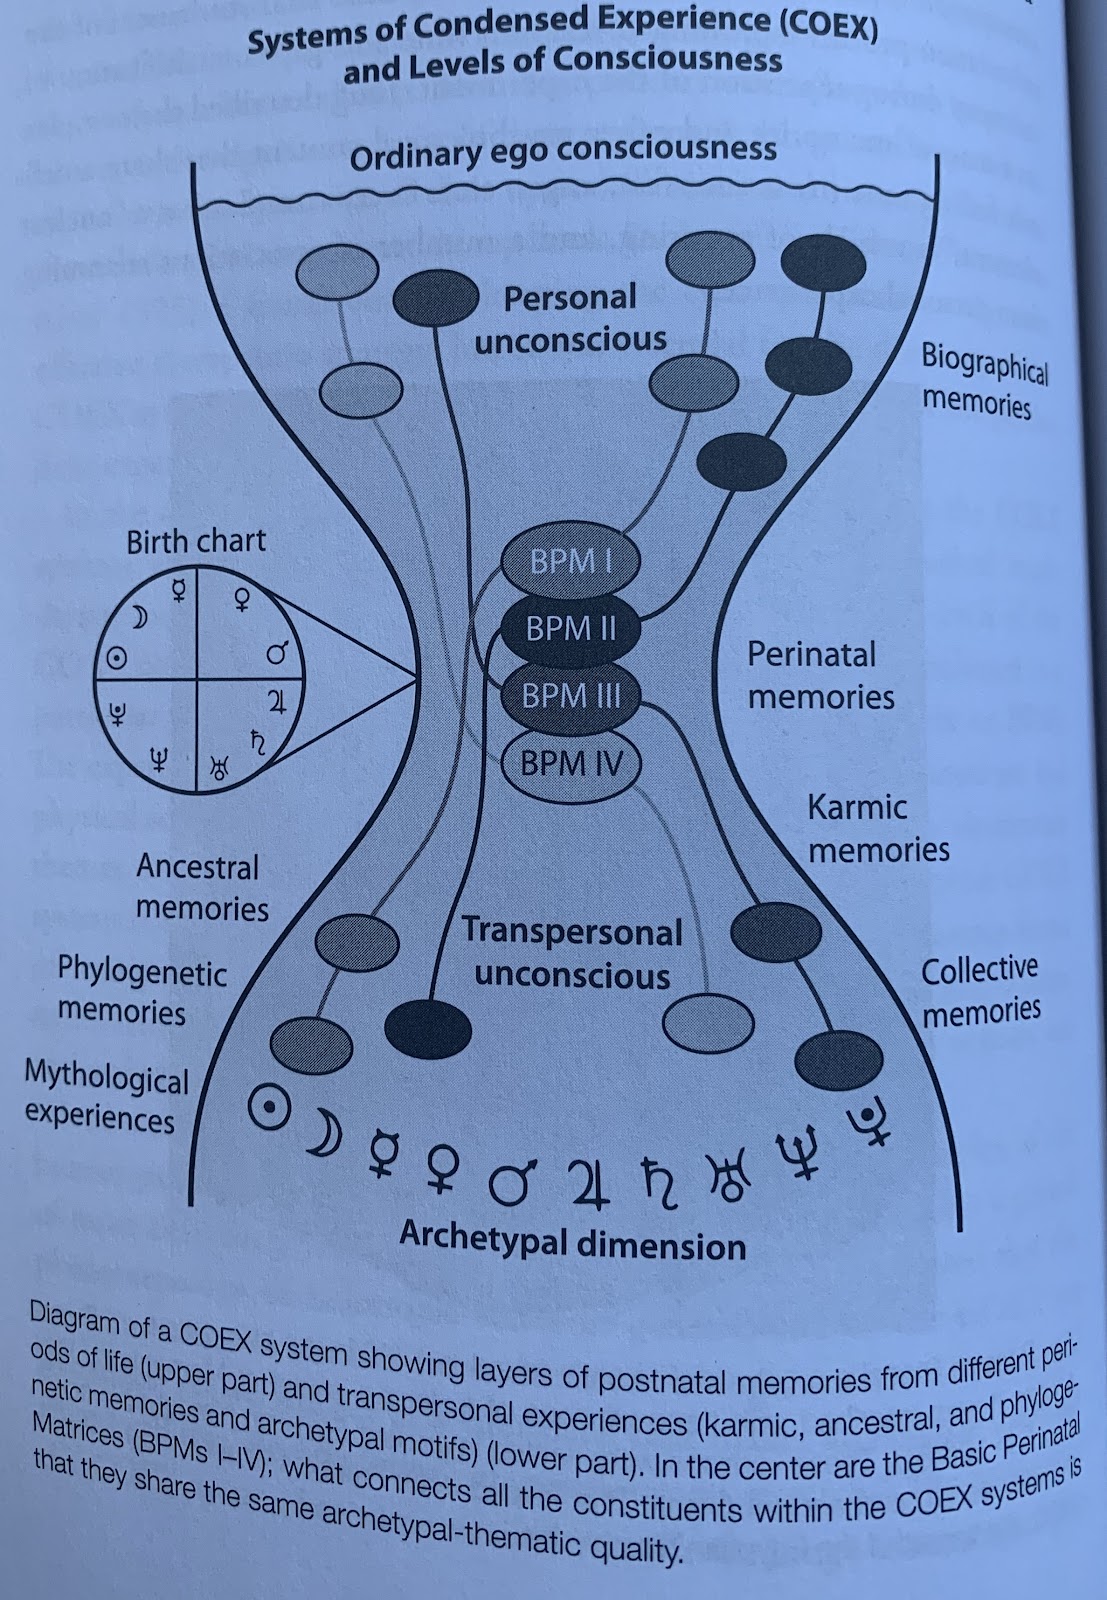 Systems of Condensed Experience (COEX)
and Levels of Consciousness
Ordinary ego consciousness
Personal
unconscious
Biographical
memories
Birth chart
BPM I
BPM II
BPM III
BPM IV
Perinatal
memories
Karmic
memories
Ancestral
memories
Transpersonal
unconscious
Phylogenetic
memories
Collective
memories
Mythological
experiences
Archetypal dimension
Diagram of a COEX system showing layers of postnatal memories from different peri-
ods of life (upper part) and transpersonal experiences (karmic, ancestral, and phyloge-
netic memories and archetypal motifs) (lower part). In the center are the Basic Perinatal
Matrices (BPMs I–IV); what connects all the constituents within the COEX systems is
that they share the same archetypal-thematic quality.